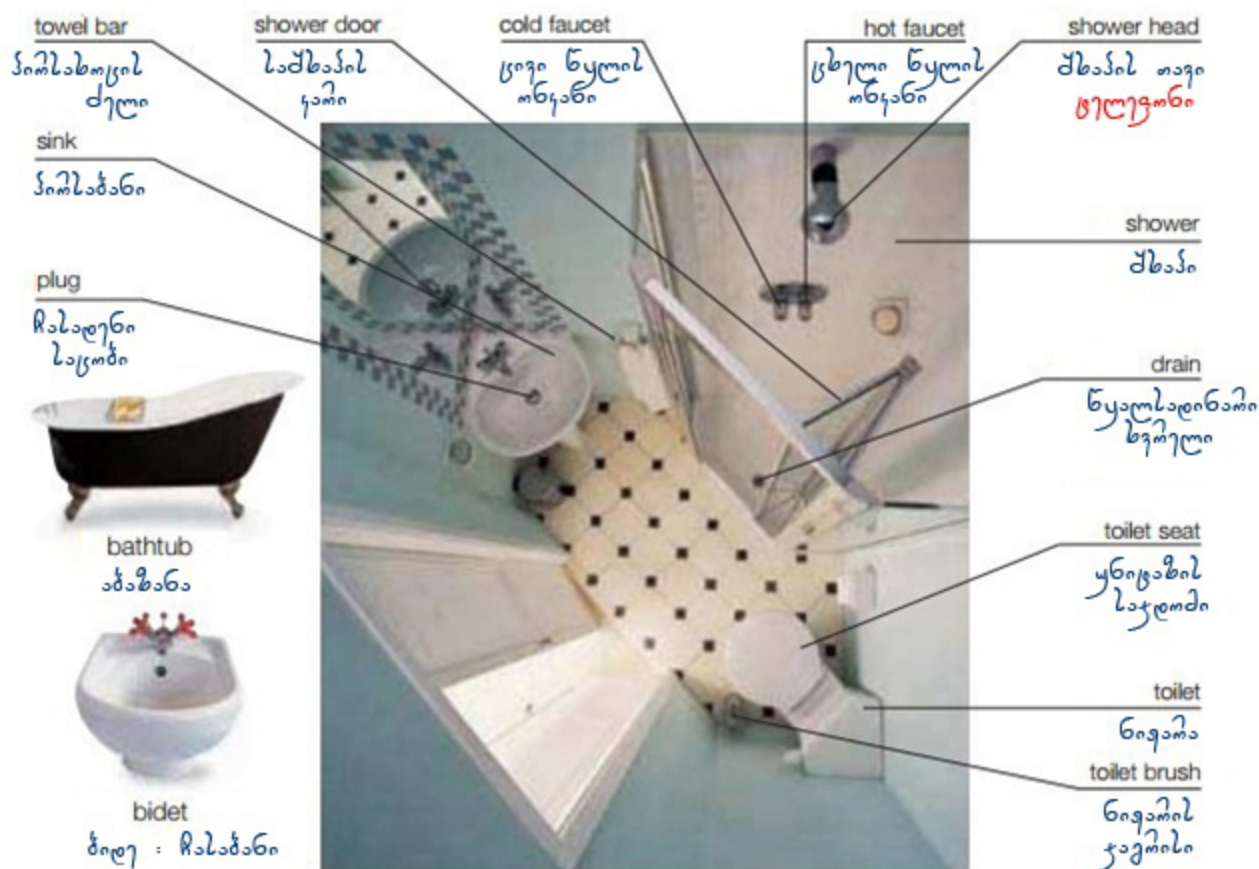 towel bar
პირსახოცის
ძელი
shower door
საშხაპის
კარი
cold faucet
ცივი წყლის
ონკანი
hot faucet
ცხელი წყლის
ონკანი
shower head
შხაპის თავი
ტელეფონი
sink
პირსაბანი
shower
შხაპი
plug
ჩასადენი
საცობი
drain
წყალსადინარი
ხვრელი
bathtub
აბაზანა
toilet seat
უნიტაზის
საჯდომი
toilet
ნიჟარა
toilet brush
ნიჟარის
ჯაგრისი
bidet
ბიდე : ჩასაბანი